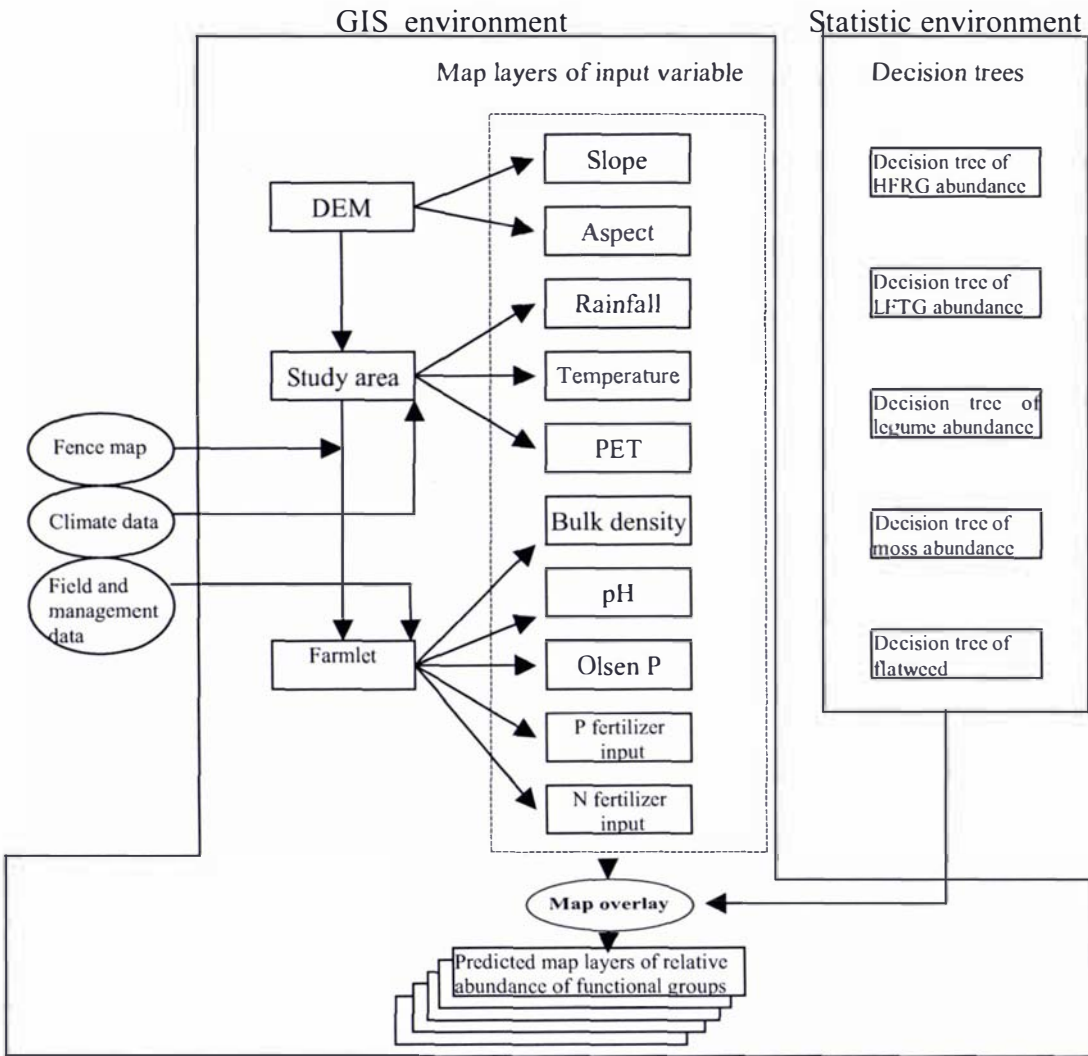 GIS environment
Statistic environment
Map layers of input variable
Decision trees
Slope
DEM
Aspect
Rainfall
Study area
Temperature
PET
Fence map
Climate data
Field and
management
data
Bulk density
pH
Farmlet
Olsen P
P fertilizer
input
N fertilizer
input
Decision tree of
HFRG abundance
Decision tree of
LFTG abundance
Decision tree of
legume abundance
Decision tree of
moss abundance
Decision tree of
flatweed
Map overlay
Predicted map layers of relative
abundance of functional groups